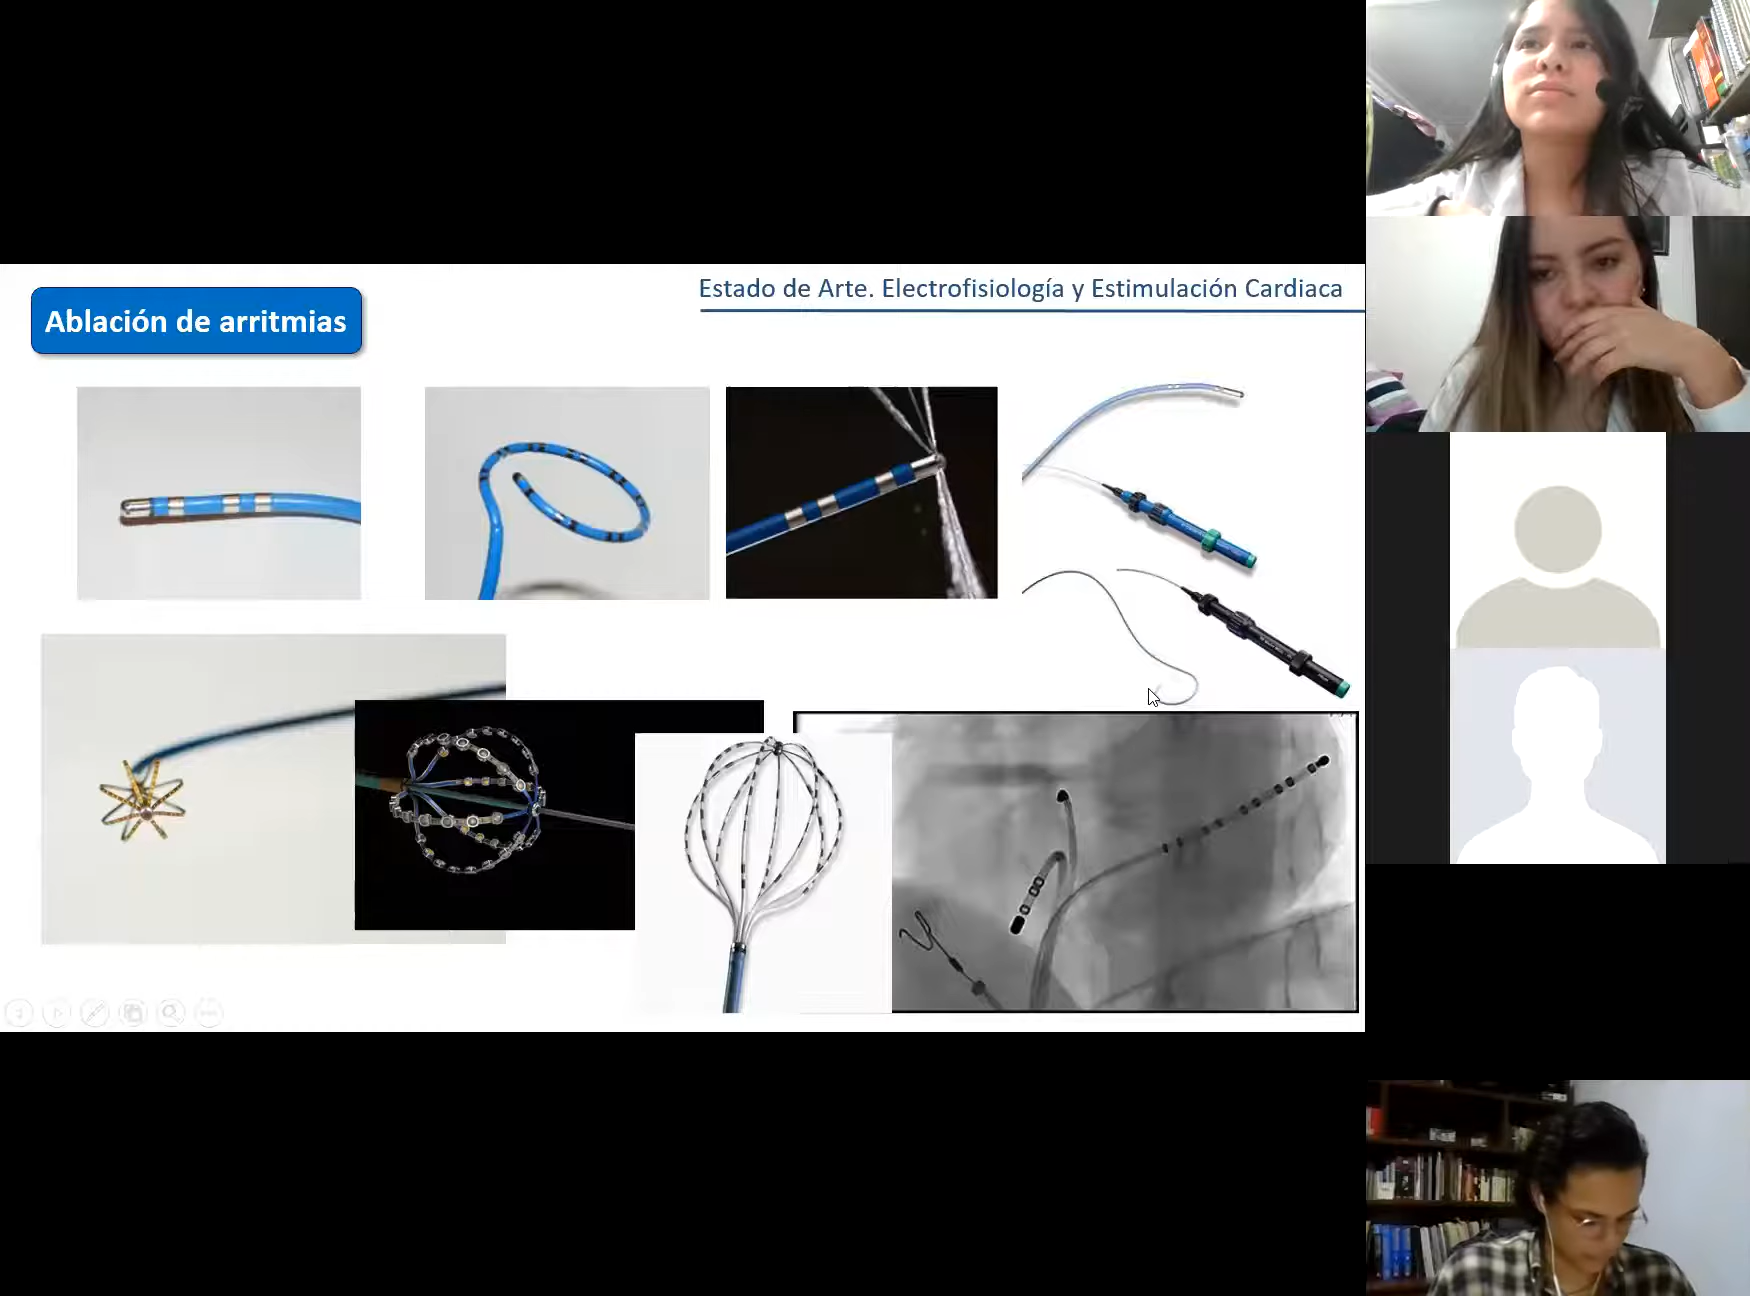 Estado de Arte. Electrofisiología y Estimulación Cardiaca
Ablación de arritmias